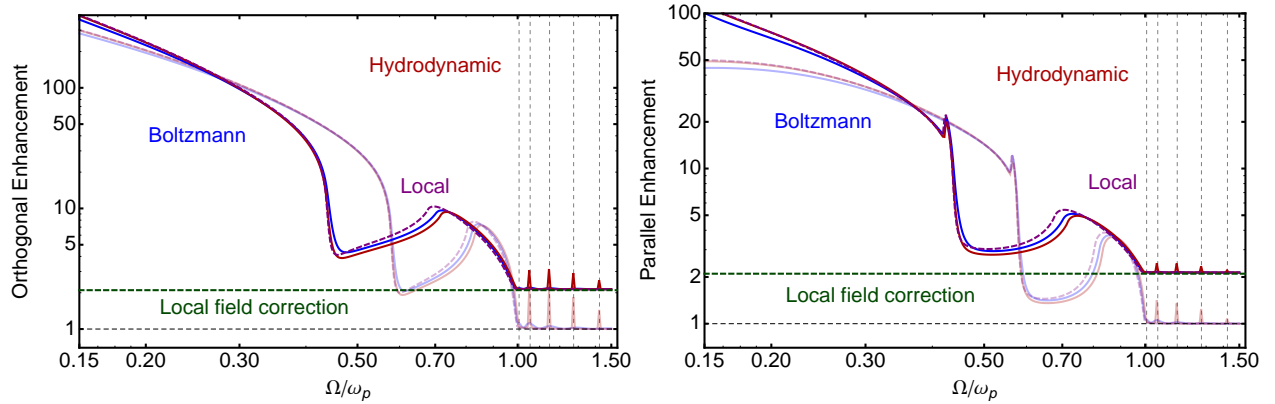 Orthogonal Enhancement
100
50
10
5
1
Hydrodynamic
Boltzmann
Local
Local field correction
0.15 0.20 0.30 0.50 0.70 1.00 1.50
Ω/ωp
Parallel Enhancement
100
50
20
10
5
2
1
Hydrodynamic
Boltzmann
Local
Local field correction
0.15 0.20 0.30 0.50 0.70 1.00 1.50
Ω/ωp